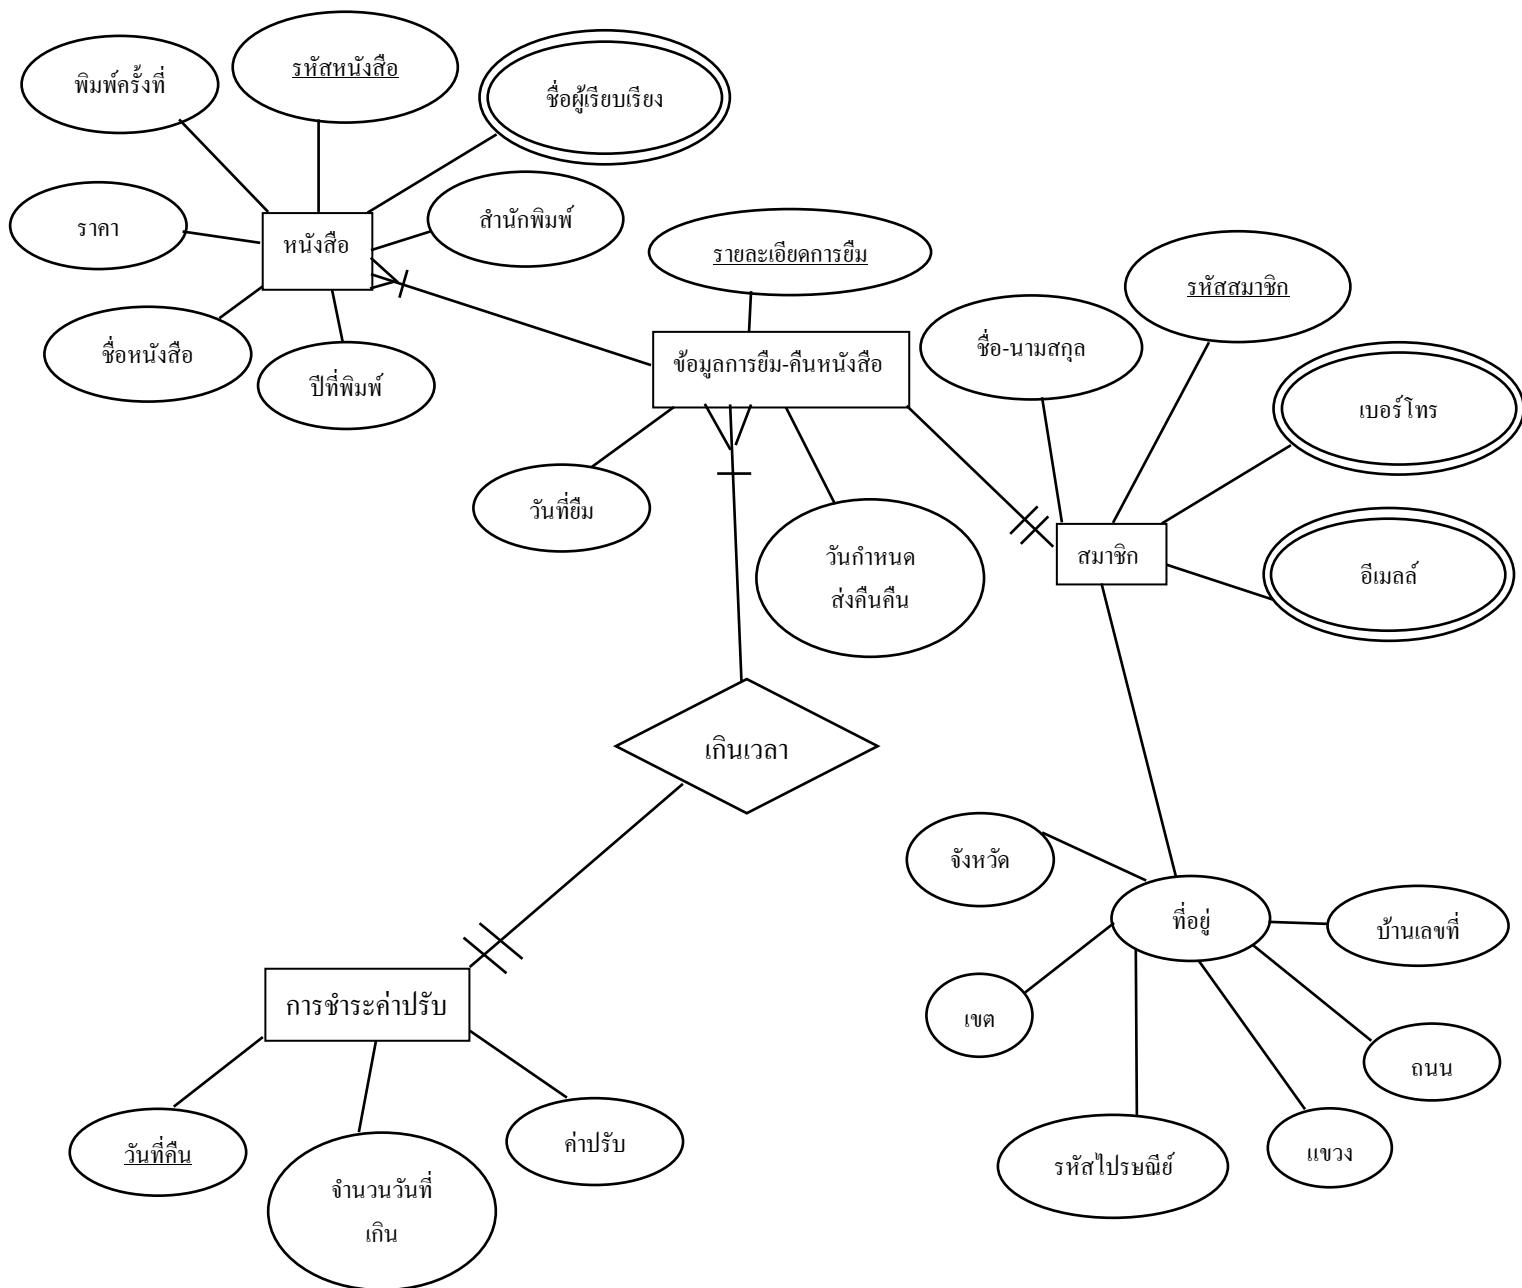 รหัสหนังสือ
พิมพ์ครั้งที่
ชื่อผู้เรียบเรียง
ราคา
หนังสือ
สำนักพิมพ์
ชื่อหนังสือ
ปีที่พิมพ์
รายละเอียดการยืม
ข้อมูลการยืม-คืนหนังสือ
วันที่ยืม
วันกำหนด
ส่งคืนคืน
ชื่อ-นามสกุล
รหัสสมาชิก
เบอร์โทร
สมาชิก
อีเมลล์
เกินเวลา
การชำระค่าปรับ
วันที่คืน
จำนวนวันที่
เกิน
ค่าปรับ
จังหวัด
ที่อยู่
บ้านเลขที่
เขต
ถนน
รหัสไปรษณีย์
แขวง